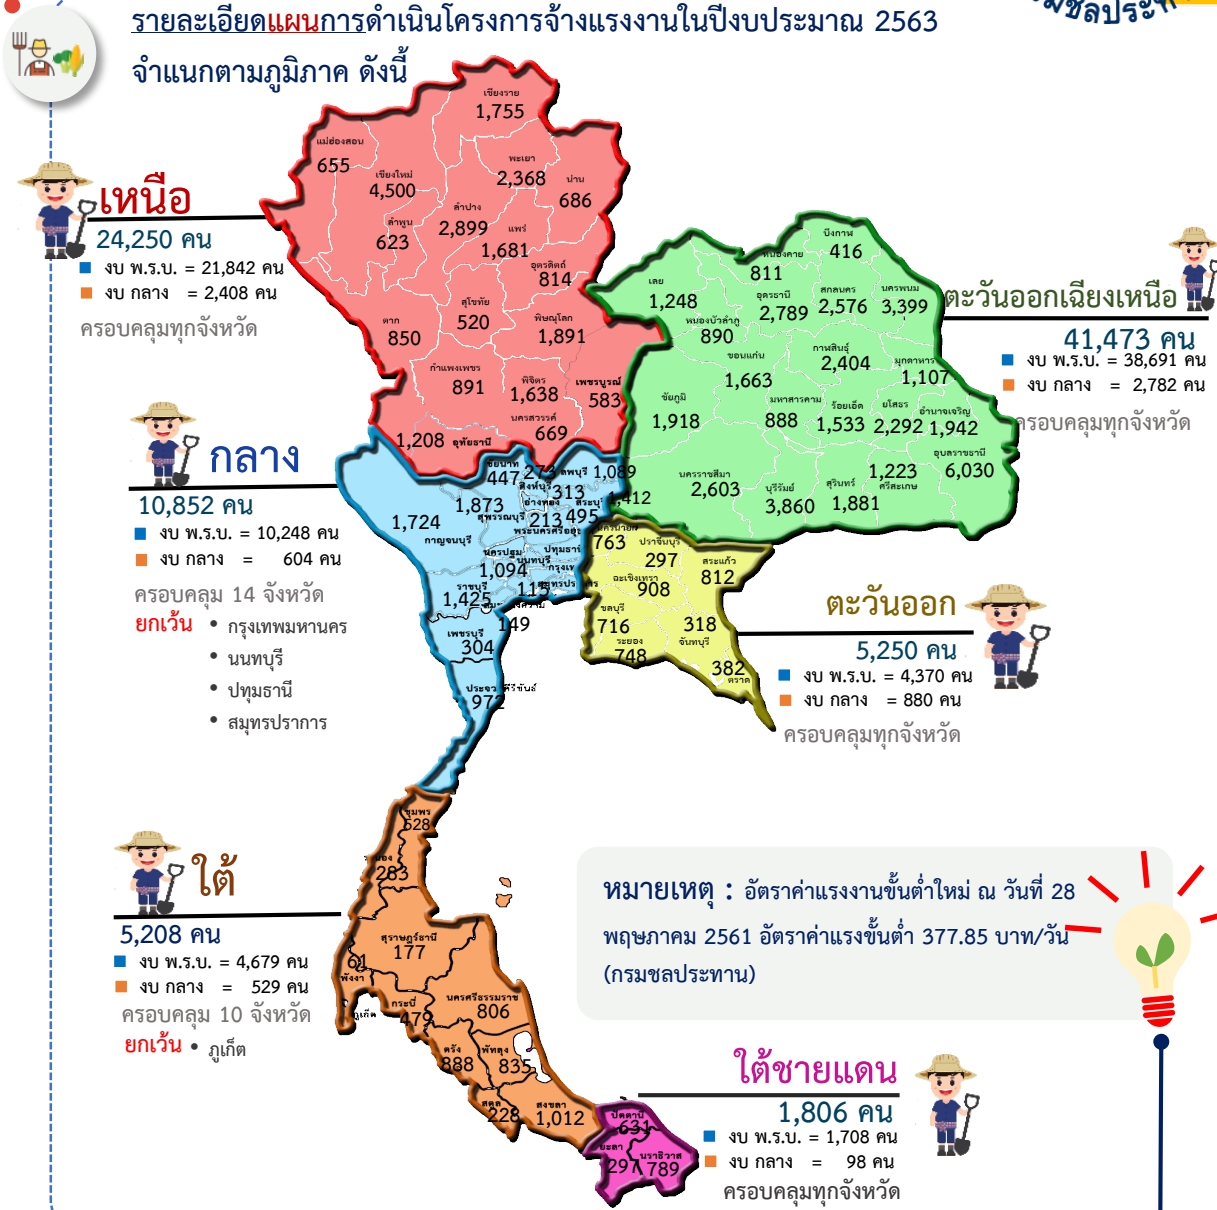 รายละเอียดแผนการดำเนินโครงการจ้างแรงงานในปีงบประมาณ 2563
จำแนกตามภูมิภาค ดังนี้
เหนือ
24,250 คน
งบ พ.ร.บ. = 21,842 คน
งบ กลาง = 2,408 คน
ครอบคลุมทุกจังหวัด
เชียงราย
1,755
แม่ฮ่องสอน
655
เชียงใหม่
4,500
พะเยา
2,368
น่าน
686
ลำพูน
623
ลำปาง
2,899
แพร่
1,681
อุตรดิตถ์
814
สุโขทัย
520
ตาก
850
พิษณุโลก
1,891
กำแพงเพชร
891
พิจิตร
1,638
เพชรบูรณ์
583
นครสวรรค์
669
1,208 อุทัยธานี
ตะวันออกเฉียงเหนือ
41,473 คน
งบ พ.ร.บ. = 38,691 คน
งบ กลาง = 2,782 คน
ครอบคลุมทุกจังหวัด
บึงกาฬ
416
หนองคาย
811
เลย
1,248
อุดรธานี
2,789
สกลนคร
2,576
นครพนม
3,399
หนองบัวลำภู
890
ขอนแก่น
1,663
กาฬสินธุ์
2,404
มุกดาหาร
1,107
ชัยภูมิ
1,918
มหาสารคาม
888
ร้อยเอ็ด
1,533
ยโสธร
2,292
อำนาจเจริญ
1,942
อุบลราชธานี
6,030
นครราชสีมา
2,603
บุรีรัมย์
3,860
สุรินทร์
1,881
1,223
ศรีสะเกษ
กลาง
10,852 คน
งบ พ.ร.บ. = 10,248 คน
งบ กลาง = 604 คน
ครอบคลุม 14 จังหวัด
ยกเว้น • กรุงเทพมหานคร
• นนทบุรี
• ปทุมธานี
• สมุทรปราการ
ชัยนาท
447
273
สิงห์บุรี
ลพบุรี
1,089
313
อ่างทอง
1,412
1,873
สุพรรณบุรี
213
495
1,724
กาญจนบุรี
นครปฐม
1,094
นนทบุรี
ราชบุรี
1,425
115
149
เพชรบุรี
304
972
ตะวันออก
5,250 คน
งบ พ.ร.บ. = 4,370 คน
งบ กลาง = 880 คน
ครอบคลุมทุกจังหวัด
763
ปราจีนบุรี
297
สระแก้ว
812
ฉะเชิงเทรา
908
ชลบุรี
716
ระยอง
748
318
จันทบุรี
382
ตราด
ใต้
5,208 คน
งบ พ.ร.บ. = 4,679 คน
งบ กลาง = 529 คน
ครอบคลุม 10 จังหวัด
ยกเว้น • ภูเก็ต
ชุมพร
528
283
สุราษฎร์ธานี
177
61
พังงา
ภูเก็ต
กระบี่
479
นครศรีธรรมราช
806
ตรัง
888
พัทลุง
835
สตูล
228
สงขลา
1,012
หมายเหตุ : อัตราค่าแรงงานขั้นต่ำใหม่ ณ วันที่ 28
พฤษภาคม 2561 อัตราค่าแรงขั้นต่ำ 377.85 บาท/วัน
(กรมชลประทาน)
ใต้ชายแดน
1,806 คน
งบ พ.ร.บ. = 1,708 คน
งบ กลาง = 98 คน
ครอบคลุมทุกจังหวัด
ปัตตานี
631
ยะลา
297
นราธิวาส
789